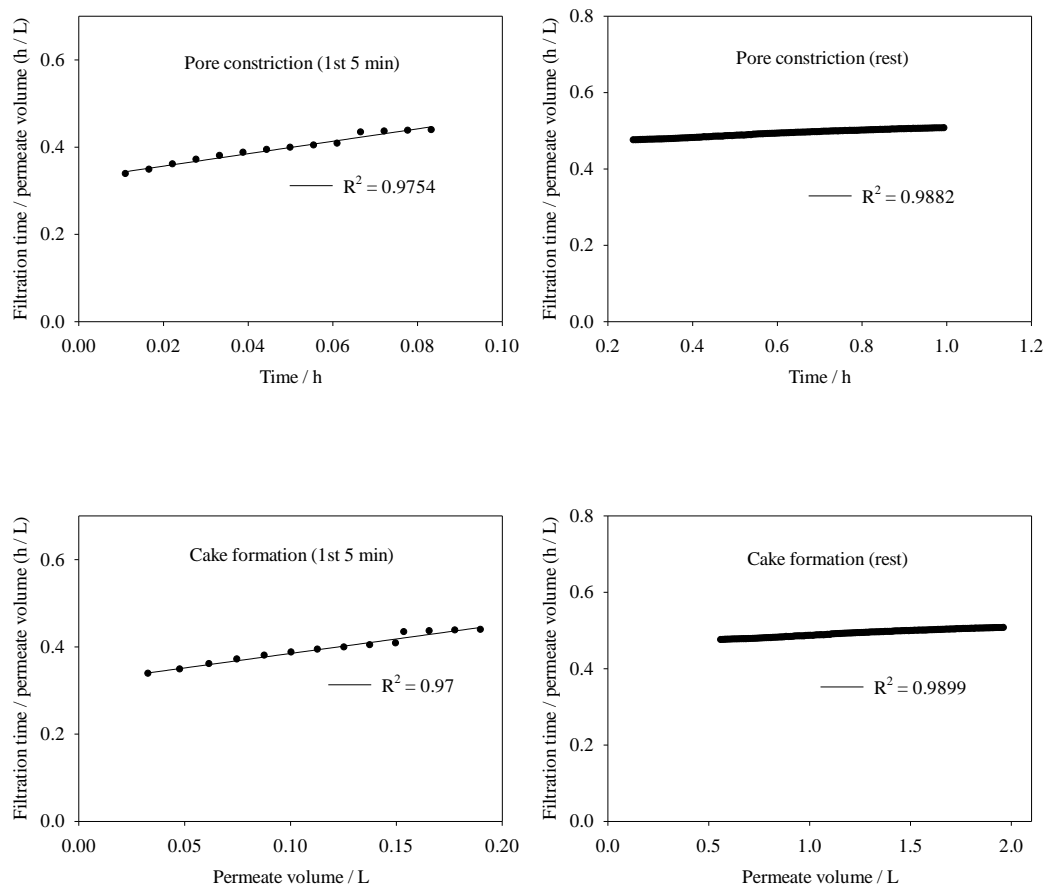 Filtration time / permeate volume (h / L)
0.6
0.4
0.2
0.0
Pore constriction (1st 5 min)
R² = 0.9754
0.00 0.02 0.04 0.06 0.08 0.10
Time / h
Filtration time / permeate volume (h / L)
0.8
0.6
0.4
0.2
0.0
Pore constriction (rest)
R² = 0.9882
0.2 0.4 0.6 0.8 1.0 1.2
Time / h
Filtration time / permeate volume (h / L)
0.6
0.4
0.2
0.0
Cake formation (1st 5 min)
R² = 0.97
0.00 0.05 0.10 0.15 0.20
Permeate volume / L
Filtration time / permeate volume (h / L)
0.8
0.6
0.4
0.2
0.0
Cake formation (rest)
R² = 0.9899
0.0 0.5 1.0 1.5 2.0
Permeate volume / L